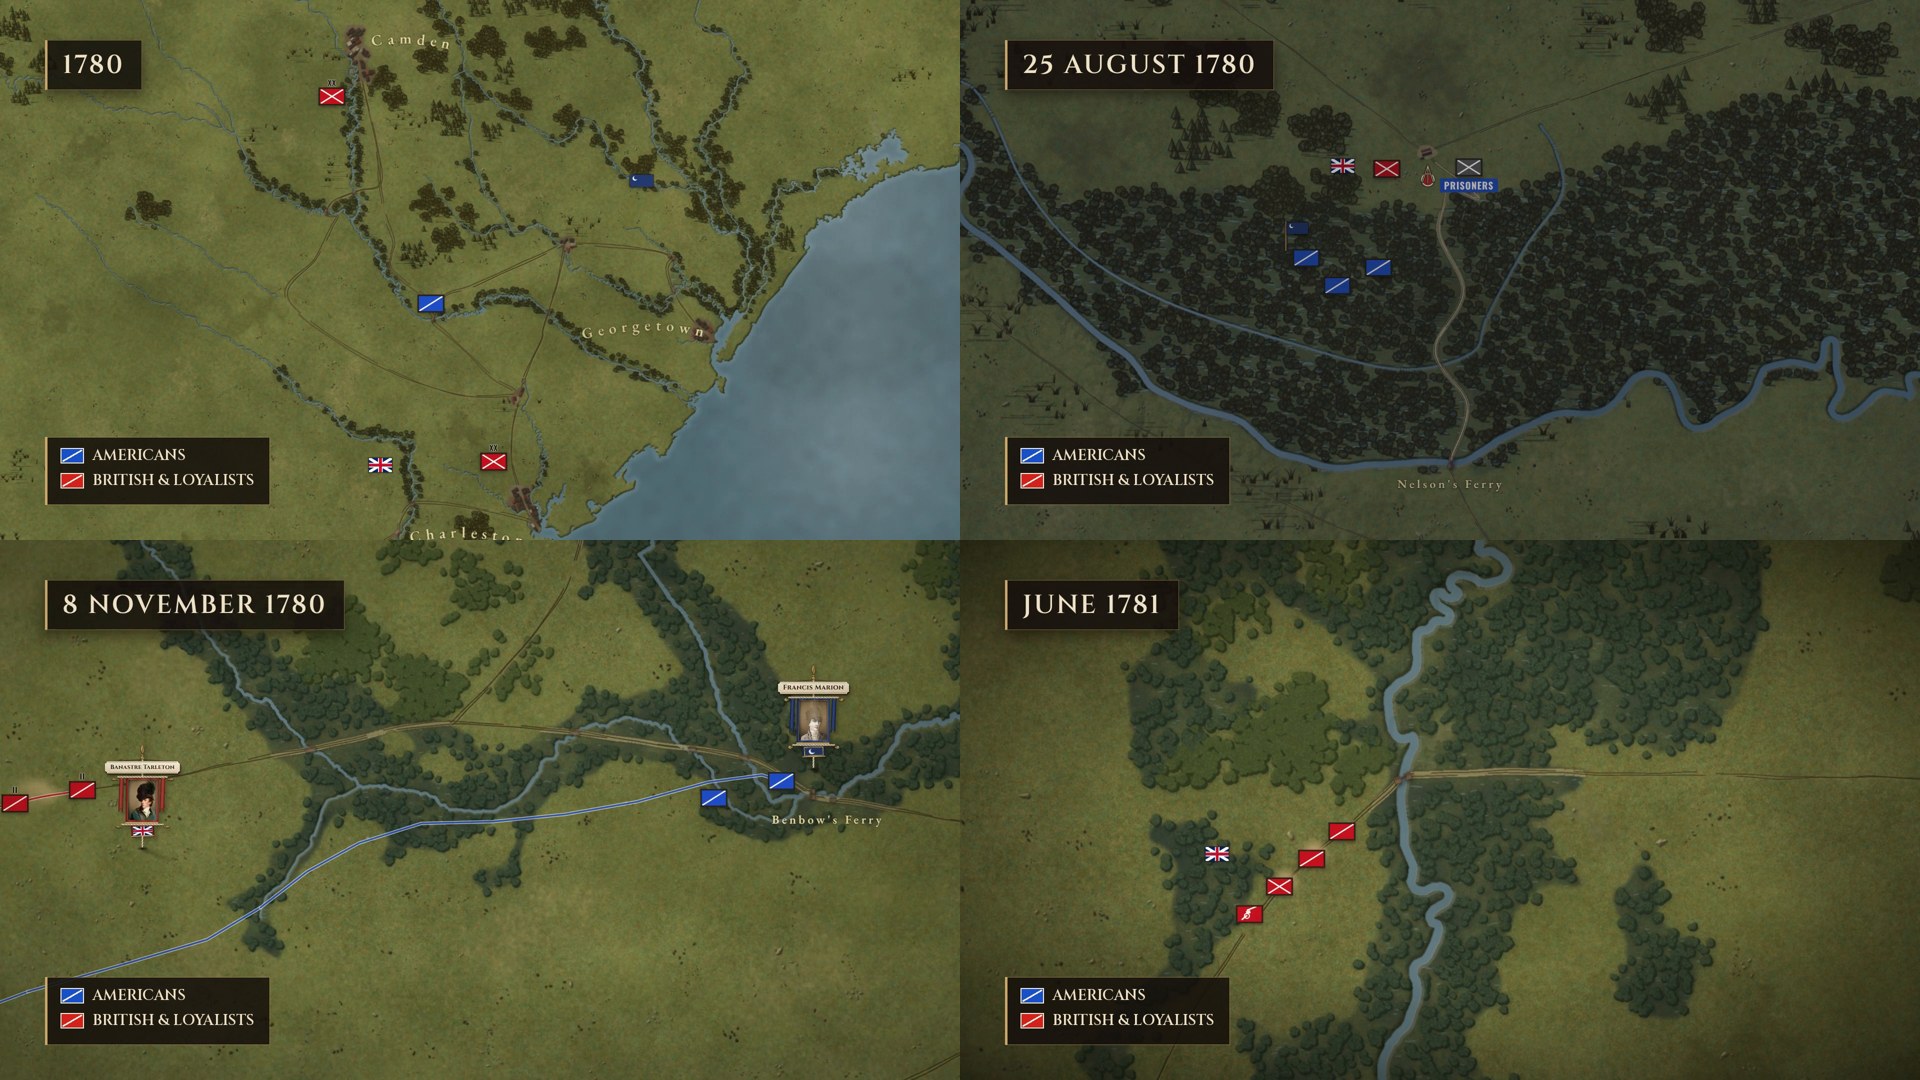 1780
Camden
Georgetown
Charlesto
AMERICANS
BRITISH & LOYALISTS
25 AUGUST 1780
PRISONERS
Nelson's Ferry
AMERICANS
BRITISH & LOYALISTS
8 NOVEMBER 1780
FRANCIS MARION
BANASTRE TARLETON
Benbow's Ferry
AMERICANS
BRITISH & LOYALISTS
JUNE 1781
AMERICANS
BRITISH & LOYALISTS